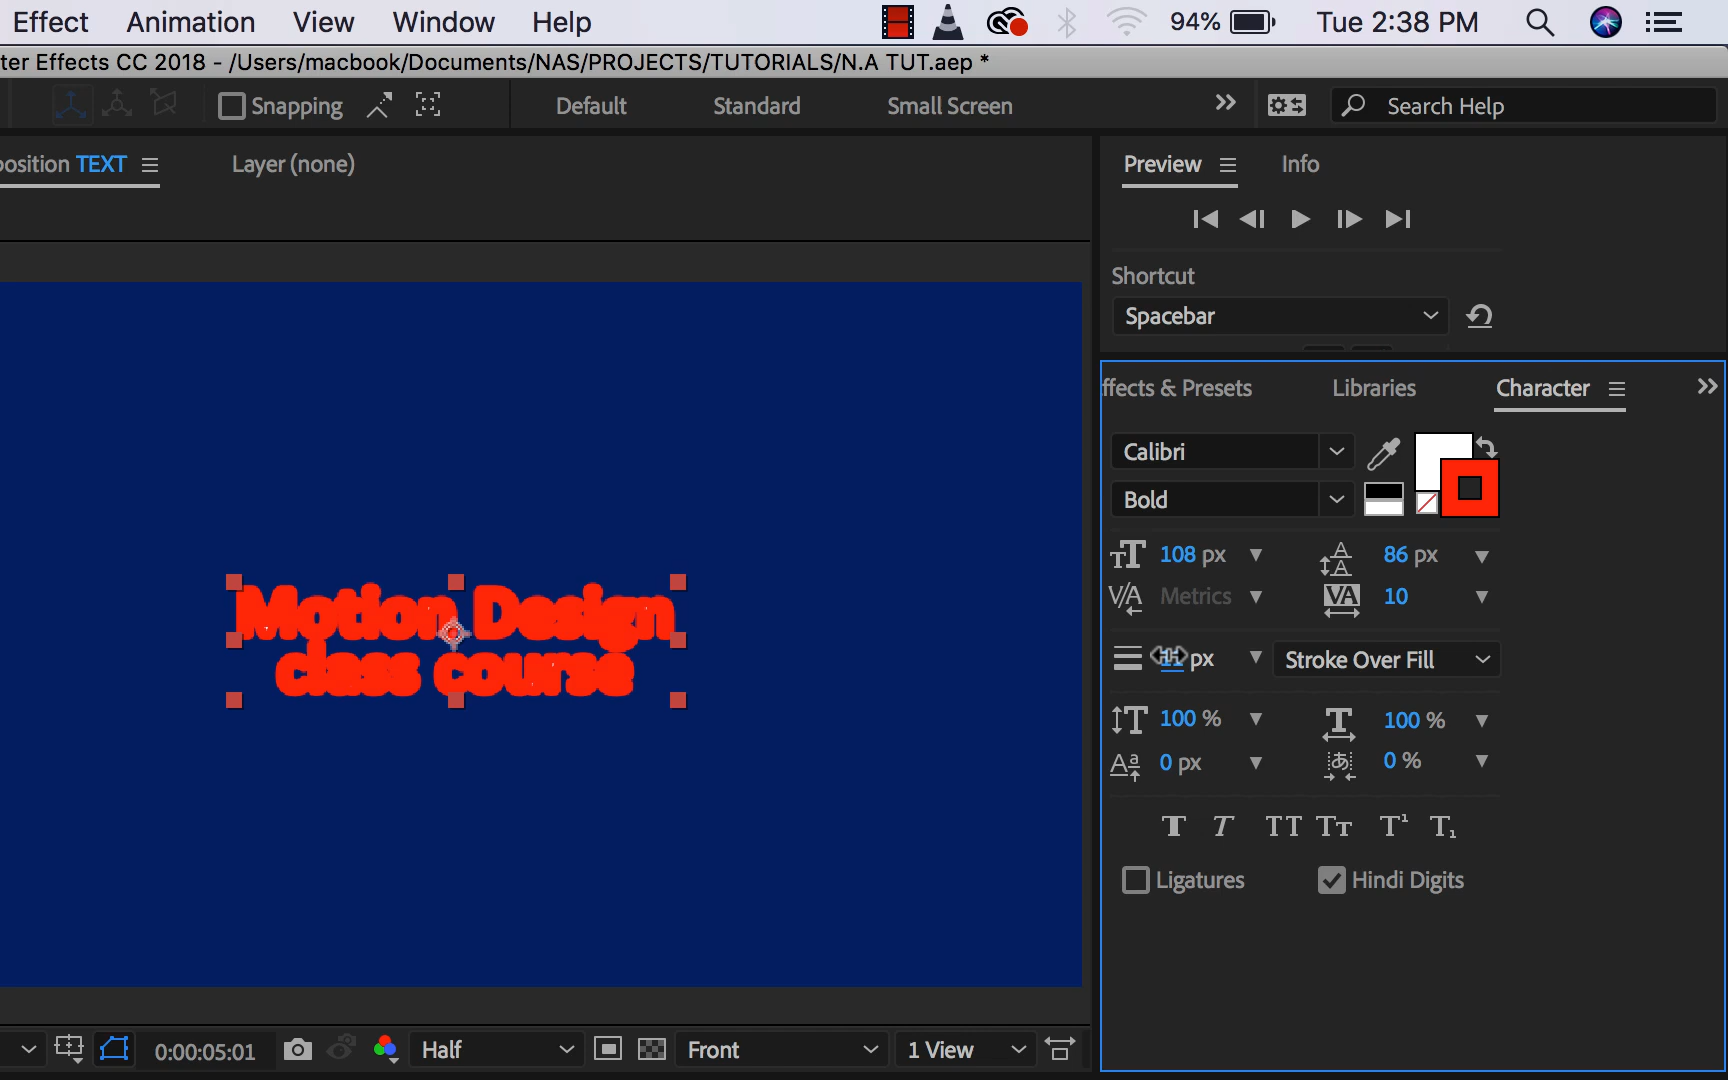 Effect Animation View Window Help 94% Tue 2:38 PM
ter Effects CC 2018 - /Users/macbook/Documents/NAS/PROJECTS/TUTORIALS/N.A TUT.aep *
Snapping Default Standard Small Screen Search Help
position TEXT Layer (none) Preview Info
Shortcut
Spacebar
ffects & Presets Libraries Character
Calibri
Bold
108 px 86 px
Metrics 10
px Stroke Over Fill
100 % 100 %
0 px 0 %
Ligatures Hindi Digits
Motion Design
class course
0:00:05:01 Half Front 1 View